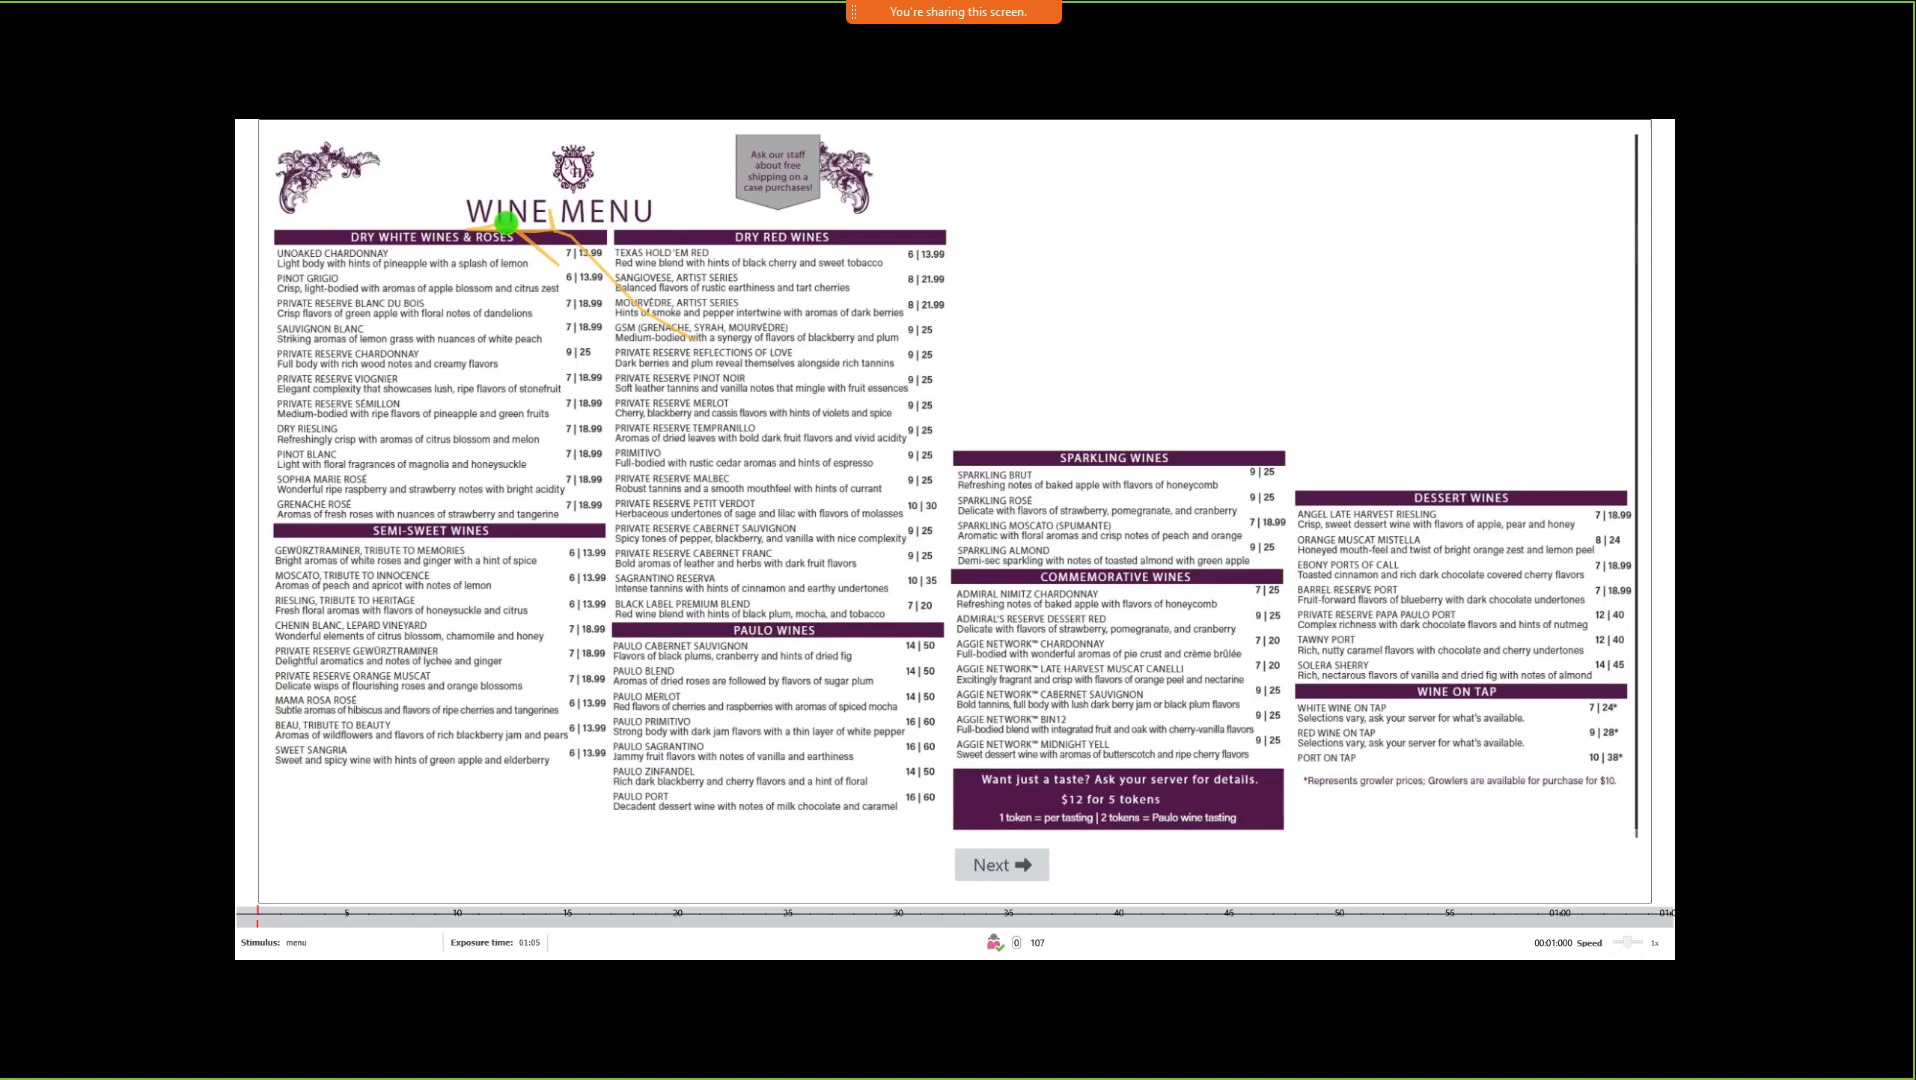 You're sharing this screen.
Ask our staff
about free
shipping on a
case purchases!
WINE MENU
DRY WHITE WINES & ROSES
UNOAKED CHARDONNAY 7 | 13.99
Light body with hints of pineapple with a splash of lemon
PINOT GRIGIO 6 | 13.99
Crisp, light-bodied with aromas of apple blossom and citrus zest
PRIVATE RESERVE BLANC DU BOIS 7 | 18.99
Crisp flavors of green apple with floral notes of dandelions
SAUVIGNON BLANC 7 | 18.99
Striking aromas of lemon grass with nuances of white peach
PRIVATE RESERVE CHARDONNAY 9 | 25
Full body with rich wood notes and creamy flavors
PRIVATE RESERVE VIOGNIER 7 | 18.99
Elegant complexity that showcases lush, ripe flavors of stonefruit
PRIVATE RESERVE SÉMILLON 7 | 18.99
Medium-bodied with ripe flavors of pineapple and green fruits
DRY RIESLING 7 | 18.99
Refreshingly crisp with aromas of citrus blossom and melon
PINOT BLANC 7 | 18.99
Light with floral fragrances of magnolia and honeysuckle
SOPHIA MARIE ROSÉ 7 | 18.99
Wonderful ripe raspberry and strawberry notes with bright acidity
GRENACHE ROSÉ 7 | 18.99
Aromas of fresh roses with nuances of strawberry and tangerine
SEMI-SWEET WINES
GEWÜRZTRAMINER, TRIBUTE TO MEMORIES 6 | 13.99
Bright aromas of white roses and ginger with a hint of spice
MOSCATO, TRIBUTE TO INNOCENCE 6 | 13.99
Aromas of peach and apricot with notes of lemon
RIESLING, TRIBUTE TO HERITAGE 6 | 13.99
Fresh floral aromas with flavors of honeysuckle and citrus
CHENIN BLANC, LEPARD VINEYARD 7 | 18.99
Wonderful elements of citrus blossom, chamomile and honey
PRIVATE RESERVE GEWÜRZTRAMINER 7 | 18.99
Delightful aromatics and notes of lychee and ginger
PRIVATE RESERVE ORANGE MUSCAT 7 | 18.99
Delicate wisps of flourishing roses and orange blossoms
MAMA ROSA ROSÉ 6 | 13.99
Subtle aromas of hibiscus and flavors of ripe cherries and tangerines
BEAU, TRIBUTE TO BEAUTY 6 | 13.99
Aromas of wildflowers and flavors of rich blackberry jam and pears
SWEET SANGRIA 6 | 13.99
Sweet and spicy wine with hints of green apple and elderberry
DRY RED WINES
TEXAS HOLD 'EM RED 6 | 13.99
Red wine blend with hints of black cherry and sweet tobacco
SANGIOVESE, ARTIST SERIES 8 | 21.99
Balanced flavors of rustic earthiness and tart cherries
MOURVÈDRE, ARTIST SERIES 8 | 21.99
Hints of smoke and pepper intertwine with aromas of dark berries
GSM (GRENACHE, SYRAH, MOURVÈDRE) 9 | 25
Medium-bodied with a synergy of flavors of blackberry and plum
PRIVATE RESERVE REFLECTIONS OF LOVE 9 | 25
Dark berries and plum reveal themselves alongside rich tannins
PRIVATE RESERVE PINOT NOIR 9 | 25
Soft leather tannins and vanilla notes that mingle with fruit essences
PRIVATE RESERVE MERLOT 9 | 25
Cherry, blackberry and cassis flavors with hints of violets and spice
PRIVATE RESERVE TEMPRANILLO 9 | 25
Aromas of dried leaves with bold dark fruit flavors and vivid acidity
PRIMITIVO 9 | 25
Full-bodied with rustic cedar aromas and hints of espresso
PRIVATE RESERVE MALBEC 9 | 25
Robust tannins and a smooth mouthfeel with hints of currant
PRIVATE RESERVE PETIT VERDOT 10 | 30
Herbaceous undertones of sage and lilac with flavors of molasses
PRIVATE RESERVE CABERNET SAUVIGNON 9 | 25
Spicy tones of pepper, blackberry, and vanilla with nice complexity
PRIVATE RESERVE CABERNET FRANC 9 | 25
Bold aromas of leather and herbs with dark fruit flavors
SAGRANTINO RESERVA 10 | 35
Intense tannins with hints of cinnamon and earthy undertones
BLACK LABEL PREMIUM BLEND 7 | 20
Red wine blend with hints of black plum, mocha, and tobacco
PAULO WINES
PAULO CABERNET SAUVIGNON 14 | 50
Flavors of black plums, cranberry and hints of dried fig
PAULO BLEND 14 | 50
Aromas of dried roses are followed by flavors of sugar plum
PAULO MERLOT 14 | 50
Red flavors of cherries and raspberries with aromas of spiced mocha
PAULO PRIMITIVO 16 | 60
Strong body with dark jam flavors with a thin layer of white pepper
PAULO SAGRANTINO 16 | 60
Jammy fruit flavors with notes of vanilla and earthiness
PAULO ZINFANDEL 14 | 50
Rich dark blackberry and cherry flavors and a hint of floral
PAULO PORT 16 | 60
Decadent dessert wine with notes of milk chocolate and caramel
SPARKLING WINES
SPARKLING BRUT 9 | 25
Refreshing notes of baked apple with flavors of honeycomb
SPARKLING ROSÉ 9 | 25
Delicate with flavors of strawberry, pomegranate, and cranberry
SPARKLING MOSCATO (SPUMANTE) 7 | 18.99
Aromatic with floral aromas and crisp notes of peach and orange
SPARKLING ALMOND 9 | 25
Demi-sec sparkling with notes of toasted almond with green apple
COMMEMORATIVE WINES
ADMIRAL NIMITZ CHARDONNAY 7 | 25
Refreshing notes of baked apple with flavors of honeycomb
ADMIRAL'S RESERVE DESSERT RED 9 | 25
Delicate with flavors of strawberry, pomegranate, and cranberry
AGGIE NETWORK™ CHARDONNAY 7 | 20
Full-bodied with wonderful aromas of pie crust and crème brûlée
AGGIE NETWORK™ LATE HARVEST MUSCAT CANELLI 7 | 20
Excitingly fragrant and crisp with flavors of orange peel and nectarine
AGGIE NETWORK™ CABERNET SAUVIGNON 9 | 25
Bold tannins, full body with lush dark berry jam or black plum flavors
AGGIE NETWORK™ BIN12 9 | 25
Full-bodied blend with integrated fruit and oak with cherry-vanilla flavors
AGGIE NETWORK™ MIDNIGHT YELL 9 | 25
Sweet dessert wine with aromas of butterscotch and ripe cherry flavors
Want just a taste? Ask your server for details.
$12 for 5 tokens
1 token = per tasting | 2 tokens = Paulo wine tasting
DESSERT WINES
ANGEL LATE HARVEST RIESLING 7 | 18.99
Crisp, sweet dessert wine with flavors of apple, pear and honey
ORANGE MUSCAT MISTELLA 8 | 24
Honeyed mouth-feel and twist of bright orange zest and lemon peel
EBONY PORTS OF CALL 7 | 18.99
Toasted cinnamon and rich dark chocolate covered cherry flavors
BARREL RESERVE PORT 7 | 18.99
Fruit-forward flavors of blueberry with dark chocolate undertones
PRIVATE RESERVE PAPA PAULO PORT 12 | 40
Complex richness with dark chocolate flavors and hints of nutmeg
TAWNY PORT 12 | 40
Rich, nutty caramel flavors with chocolate and cherry undertones
SOLERA SHERRY 14 | 45
Rich, nectarous flavors of vanilla and dried fig with notes of almond
WINE ON TAP
WHITE WINE ON TAP 7 | 24*
Selections vary, ask your server for what's available.
RED WINE ON TAP 9 | 28*
Selections vary, ask your server for what's available.
PORT ON TAP 10 | 38*
*Represents growler prices; Growlers are available for purchase for $10.
Next
5 10 15 20 25 30 35 40 45 50 55 01:00
Stimulus: menu Exposure time: 01:05 0 107 00:01:000 Speed 1x